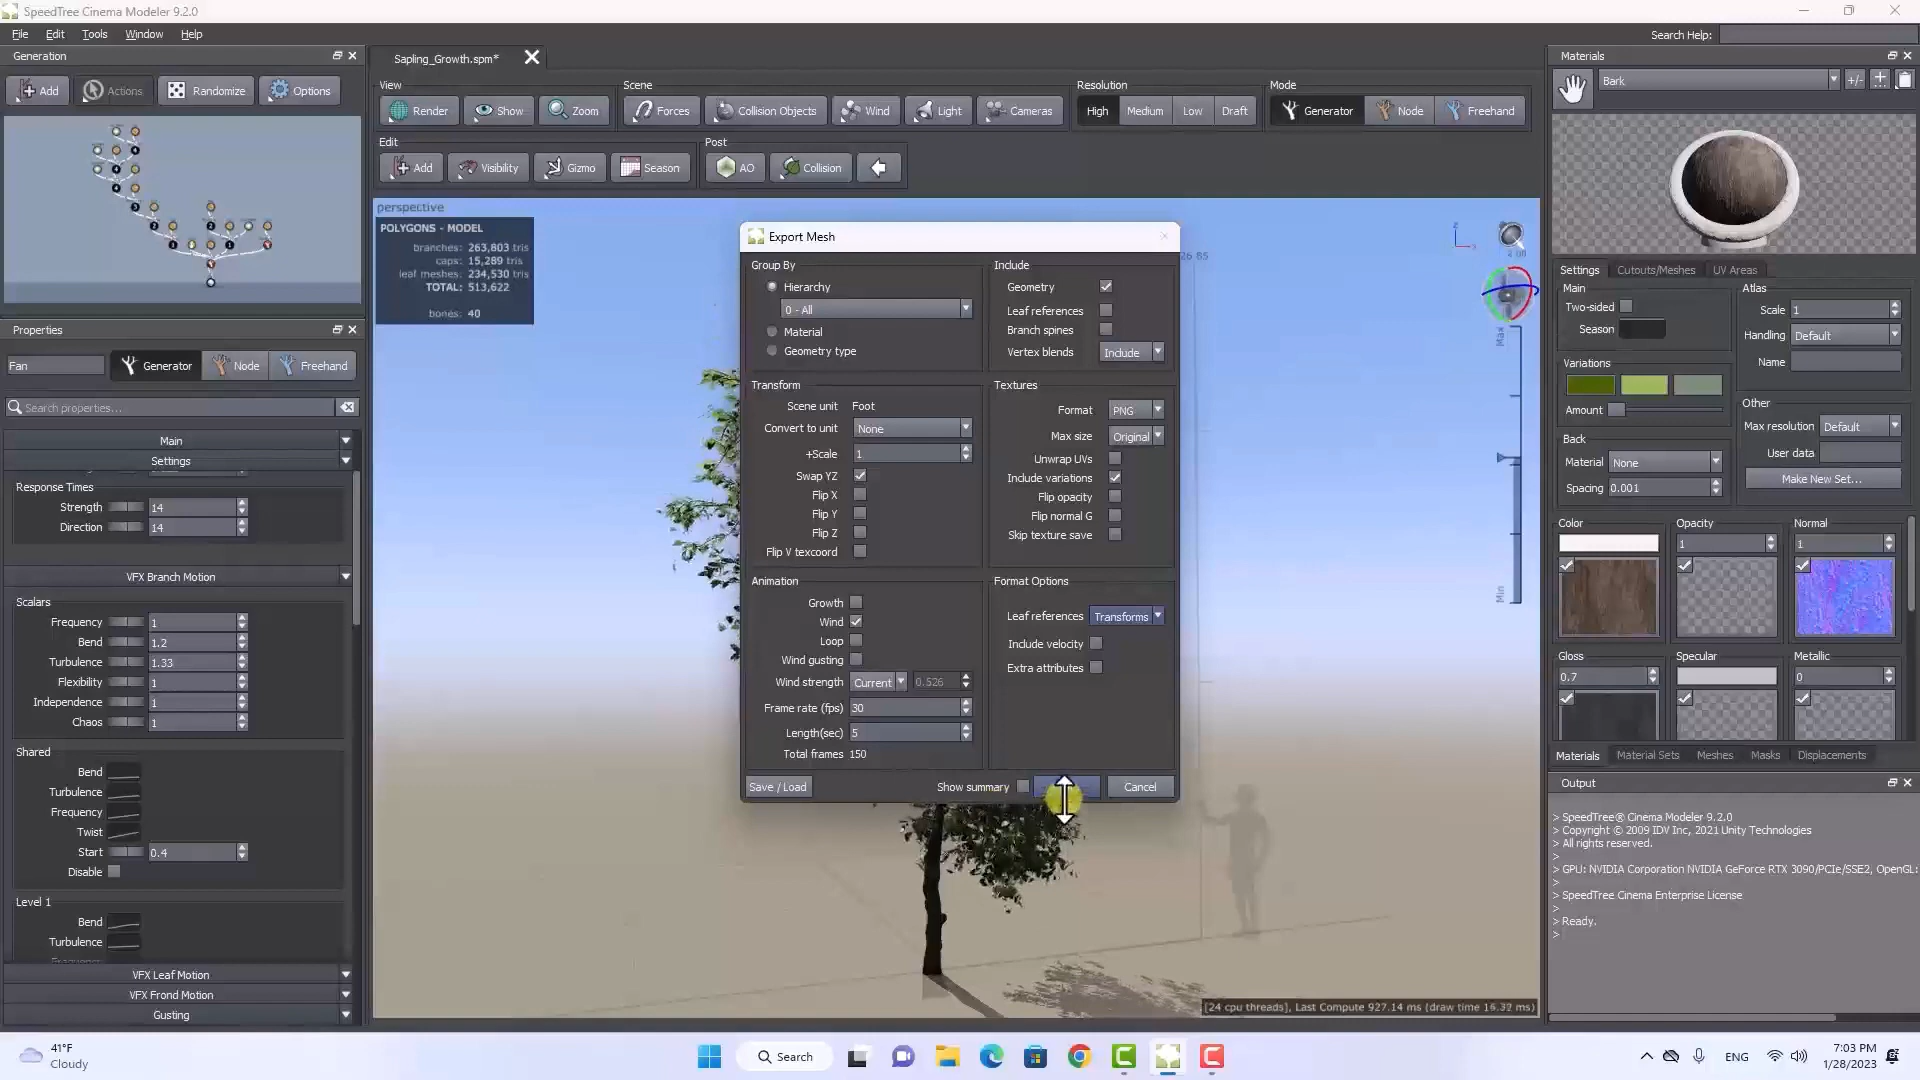 SpeedTree Cinema Modeler 9.2.0
File Edit Tools Window Help
Search Help:
Generation
Add Actions Randomize Options
Sapling_Growth.spm*
View
Render Show Zoom
Scene
Forces Collision Objects Wind Light Cameras
Resolution
High Medium Low Draft
Mode
Generator Node Freehand
Edit
Add Visibility Gizmo Season
Post
AO Collision
perspective
POLYGONS - MODEL
branches: 263,803 tris
caps: 15,289 tris
leaf meshes: 234,530 tris
TOTAL: 513,622
bones: 40
Properties
Fan Generator Node Freehand
Search properties...
Main
Settings
Response Times
Strength 14
Direction 14
VFX Branch Motion
Scalars
Frequency 1
Bend 1.2
Turbulence 1.33
Flexibility 1
Independence 1
Chaos 1
Shared
Bend
Turbulence
Frequency
Twist
Start 0.4
Disable
Level 1
Bend
Turbulence
VFX Leaf Motion
VFX Frond Motion
Gusting
Export Mesh
Group By
Hierarchy
0 - All
Material
Geometry type
Include
Geometry
Leaf references
Branch spines
Vertex blends Include
Transform
Scene unit Foot
Convert to unit None
+Scale 1
Swap YZ
Flip X
Flip Y
Flip Z
Flip V texcoord
Textures
Format PNG
Max size Original
Unwrap UVs
Include variations
Flip opacity
Flip normal G
Skip texture save
Animation
Growth
Wind
Loop
Wind gusting
Wind strength Current 0.526
Frame rate (fps) 30
Length(sec) 5
Total frames 150
Format Options
Leaf references Transforms
Include velocity
Extra attributes
Save / Load Show summary Cancel
Max
Min
[24 cpu threads], Last Compute 927.14 ms (draw time 16.32 ms)
Materials
Bark +/-
Settings Cutouts/Meshes UV Areas
Main
Two-sided
Season
Atlas
Scale 1
Handling Default
Name
Variations
Amount
Other
Max resolution Default
User data
Make New Set...
Back
Material None
Spacing 0.001
Color Opacity Normal
1 1
Gloss Specular Metallic
0.7 0
Materials Material Sets Meshes Masks Displacements
Output
> SpeedTree® Cinema Modeler 9.2.0
> Copyright © 2009 IDV Inc, 2021 Unity Technologies
> All rights reserved.
>
> GPU: NVIDIA Corporation NVIDIA GeForce RTX 3090/PCIe/SSE2, OpenGL:
>
> SpeedTree Cinema Enterprise License
>
> Ready.
>
41°F
Cloudy
Search
ENG
7:03 PM
1/28/2023